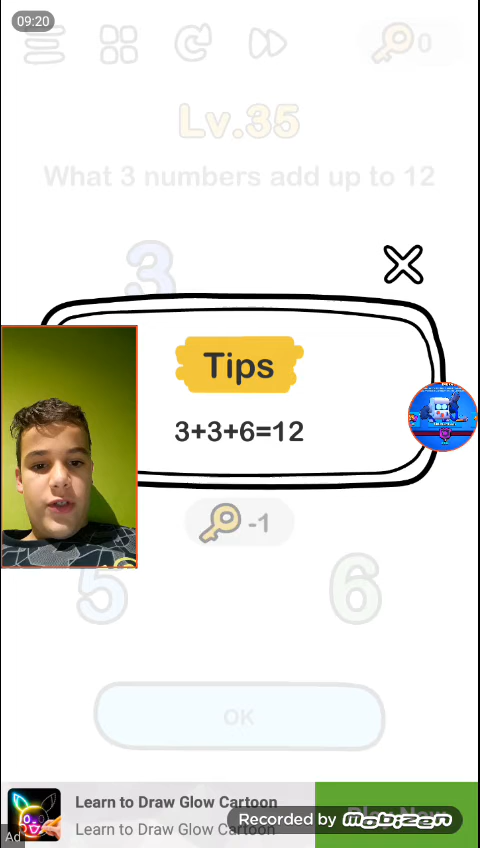 09:20
0
Lv.35
What 3 numbers add up to 12
3
Tips
3+3+6=12
-1
5
6
OK
Learn to Draw Glow Cartoon
Learn to Draw Glow Cartoon
Recorded by Mobizen
Ad